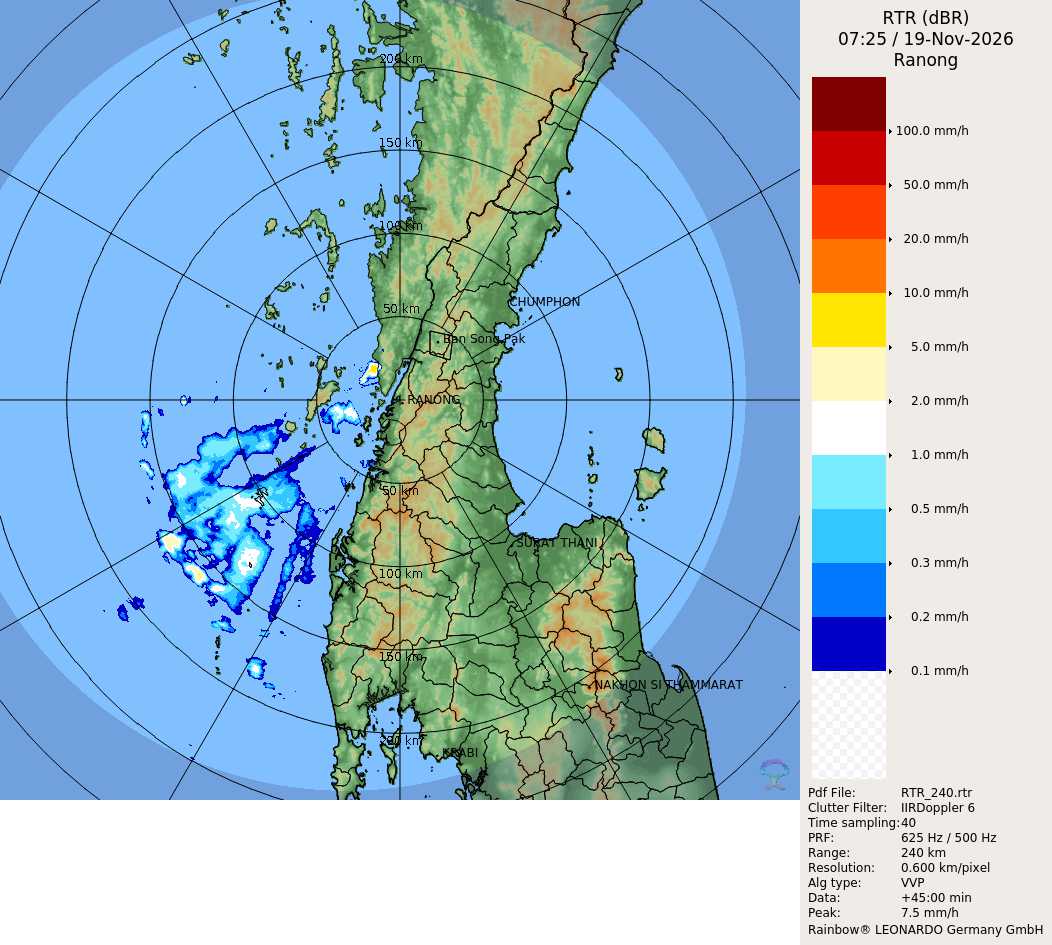 RTR (dBR)
07:25 / 19-Nov-2026
Ranong
100.0 mm/h
50.0 mm/h
20.0 mm/h
10.0 mm/h
5.0 mm/h
2.0 mm/h
1.0 mm/h
0.5 mm/h
0.3 mm/h
0.2 mm/h
0.1 mm/h
Pdf File: RTR_240.rtr
Clutter Filter: IIRDoppler 6
Time sampling: 40
PRF: 625 Hz / 500 Hz
Range: 240 km
Resolution: 0.600 km/pixel
Alg type: VVP
Data: +45:00 min
Peak: 7.5 mm/h
Rainbow® LEONARDO Germany GmbH
200 km
150 km
100 km
50 km
CHUMPHON
Ban Song Pak
RANONG
50 km
SURAT THANI
100 km
150 km
NAKHON SI THAMMARAT
200 km
KRABI